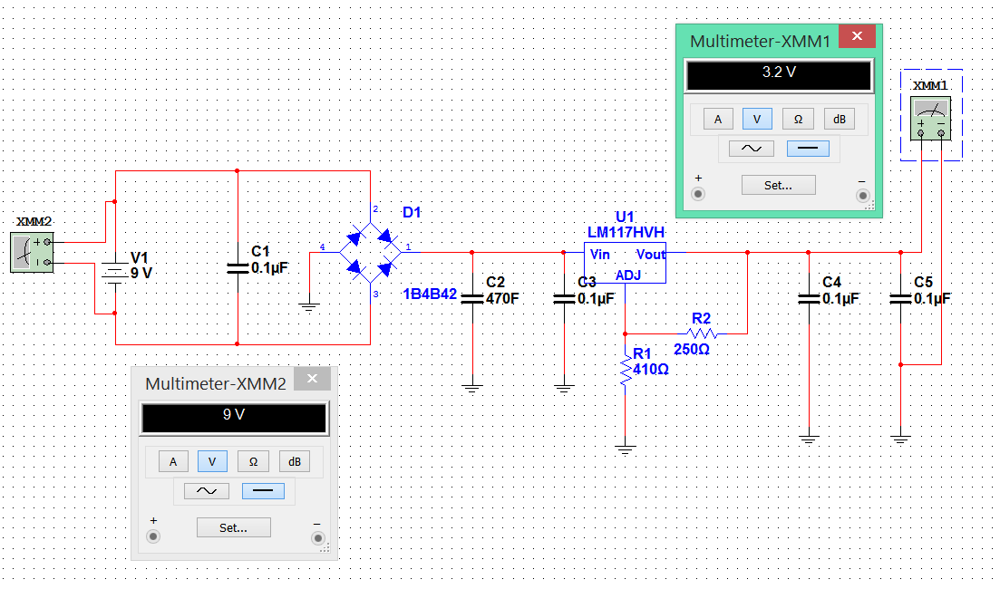 Multimeter-XMM1
3.2 V
A V Ω dB
+ Set... −
XMM1
+ −
XMM2
+
−
V1
9 V
C1
0.1µF
2
D1
4
1
3
1B4B42
C2
470F
C3
0.1µF
U1
LM117HVH
Vin Vout
ADJ
R2
250Ω
R1
410Ω
C4
0.1µF
C5
0.1µF
Multimeter-XMM2
9 V
A V Ω dB
+ Set... −